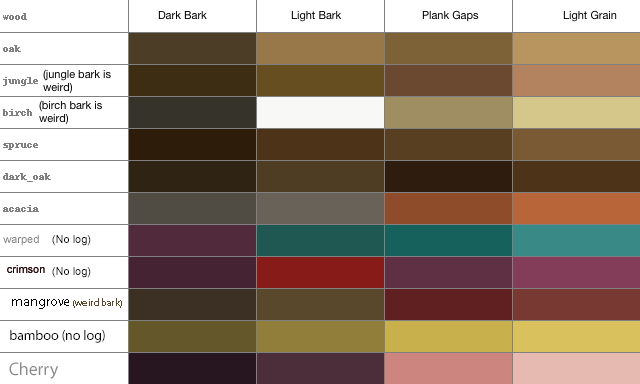 wood Dark Bark Light Bark Plank Gaps Light Grain
oak
jungle (jungle bark is
weird)
birch (birch bark is
weird)
spruce
dark_oak
acacia
warped (No log)
crimson (No log)
mangrove (weird bark)
bamboo (no log)
Cherry